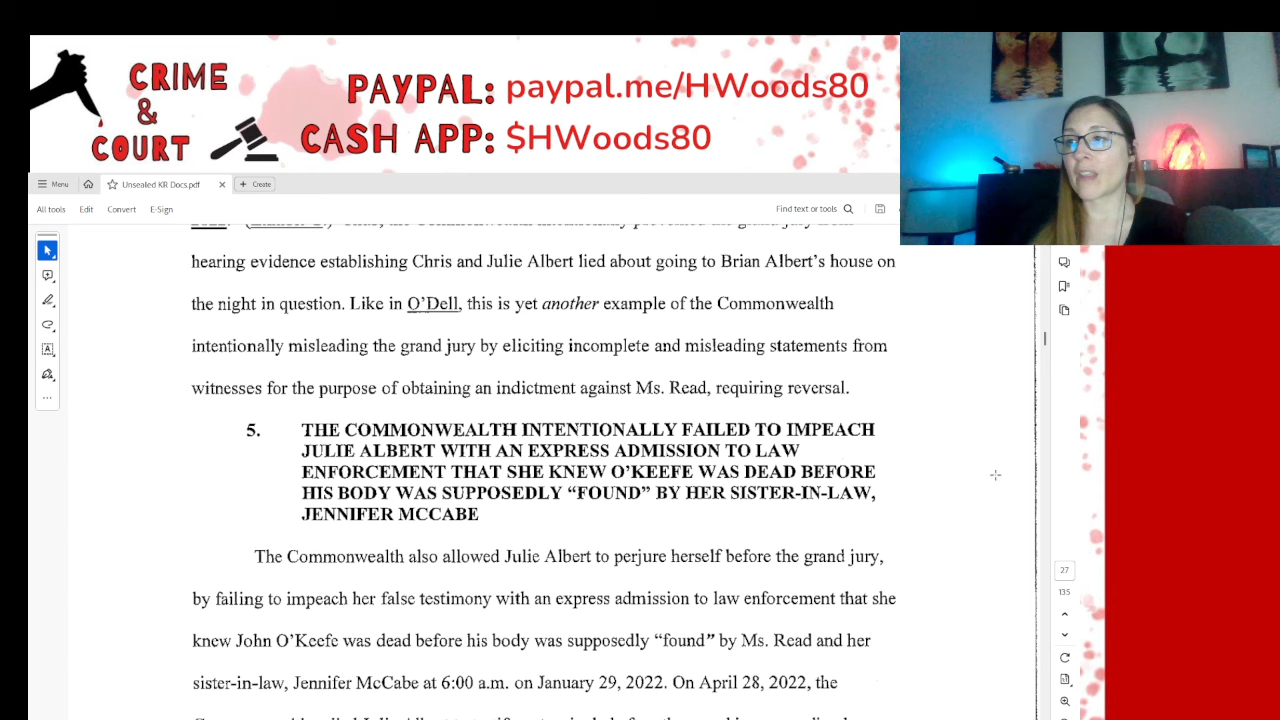 CRIME
&
COURT
PAYPAL: paypal.me/HWoods80
CASH APP: $HWoods80
Menu
Unsealed KR Docs.pdf
Create
All tools Edit Convert E-Sign
Find text or tools
hearing evidence establishing Chris and Julie Albert lied about going to Brian Albert's house on
the night in question. Like in O'Dell, this is yet another example of the Commonwealth
intentionally misleading the grand jury by eliciting incomplete and misleading statements from
witnesses for the purpose of obtaining an indictment against Ms. Read, requiring reversal.
5. THE COMMONWEALTH INTENTIONALLY FAILED TO IMPEACH
JULIE ALBERT WITH AN EXPRESS ADMISSION TO LAW
ENFORCEMENT THAT SHE KNEW O'KEEFE WAS DEAD BEFORE
HIS BODY WAS SUPPOSEDLY "FOUND" BY HER SISTER-IN-LAW,
JENNIFER MCCABE
The Commonwealth also allowed Julie Albert to perjure herself before the grand jury,
by failing to impeach her false testimony with an express admission to law enforcement that she
knew John O'Keefe was dead before his body was supposedly "found" by Ms. Read and her
sister-in-law, Jennifer McCabe at 6:00 a.m. on January 29, 2022. On April 28, 2022, the
27
135